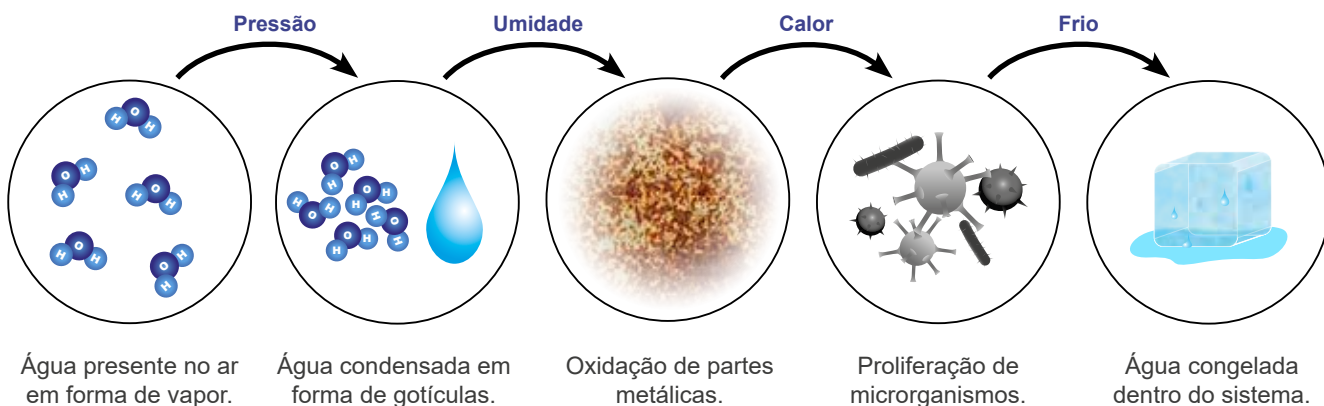 Pressão
Umidade
Calor
Frio
H O H
O H H
H O H
H O H
O H H
O H H
O H H
H O H
H O H
H O H
Água presente no ar
em forma de vapor.
Água condensada em
forma de gotículas.
Oxidação de partes
metálicas.
Proliferação de
microrganismos.
Água congelada
dentro do sistema.